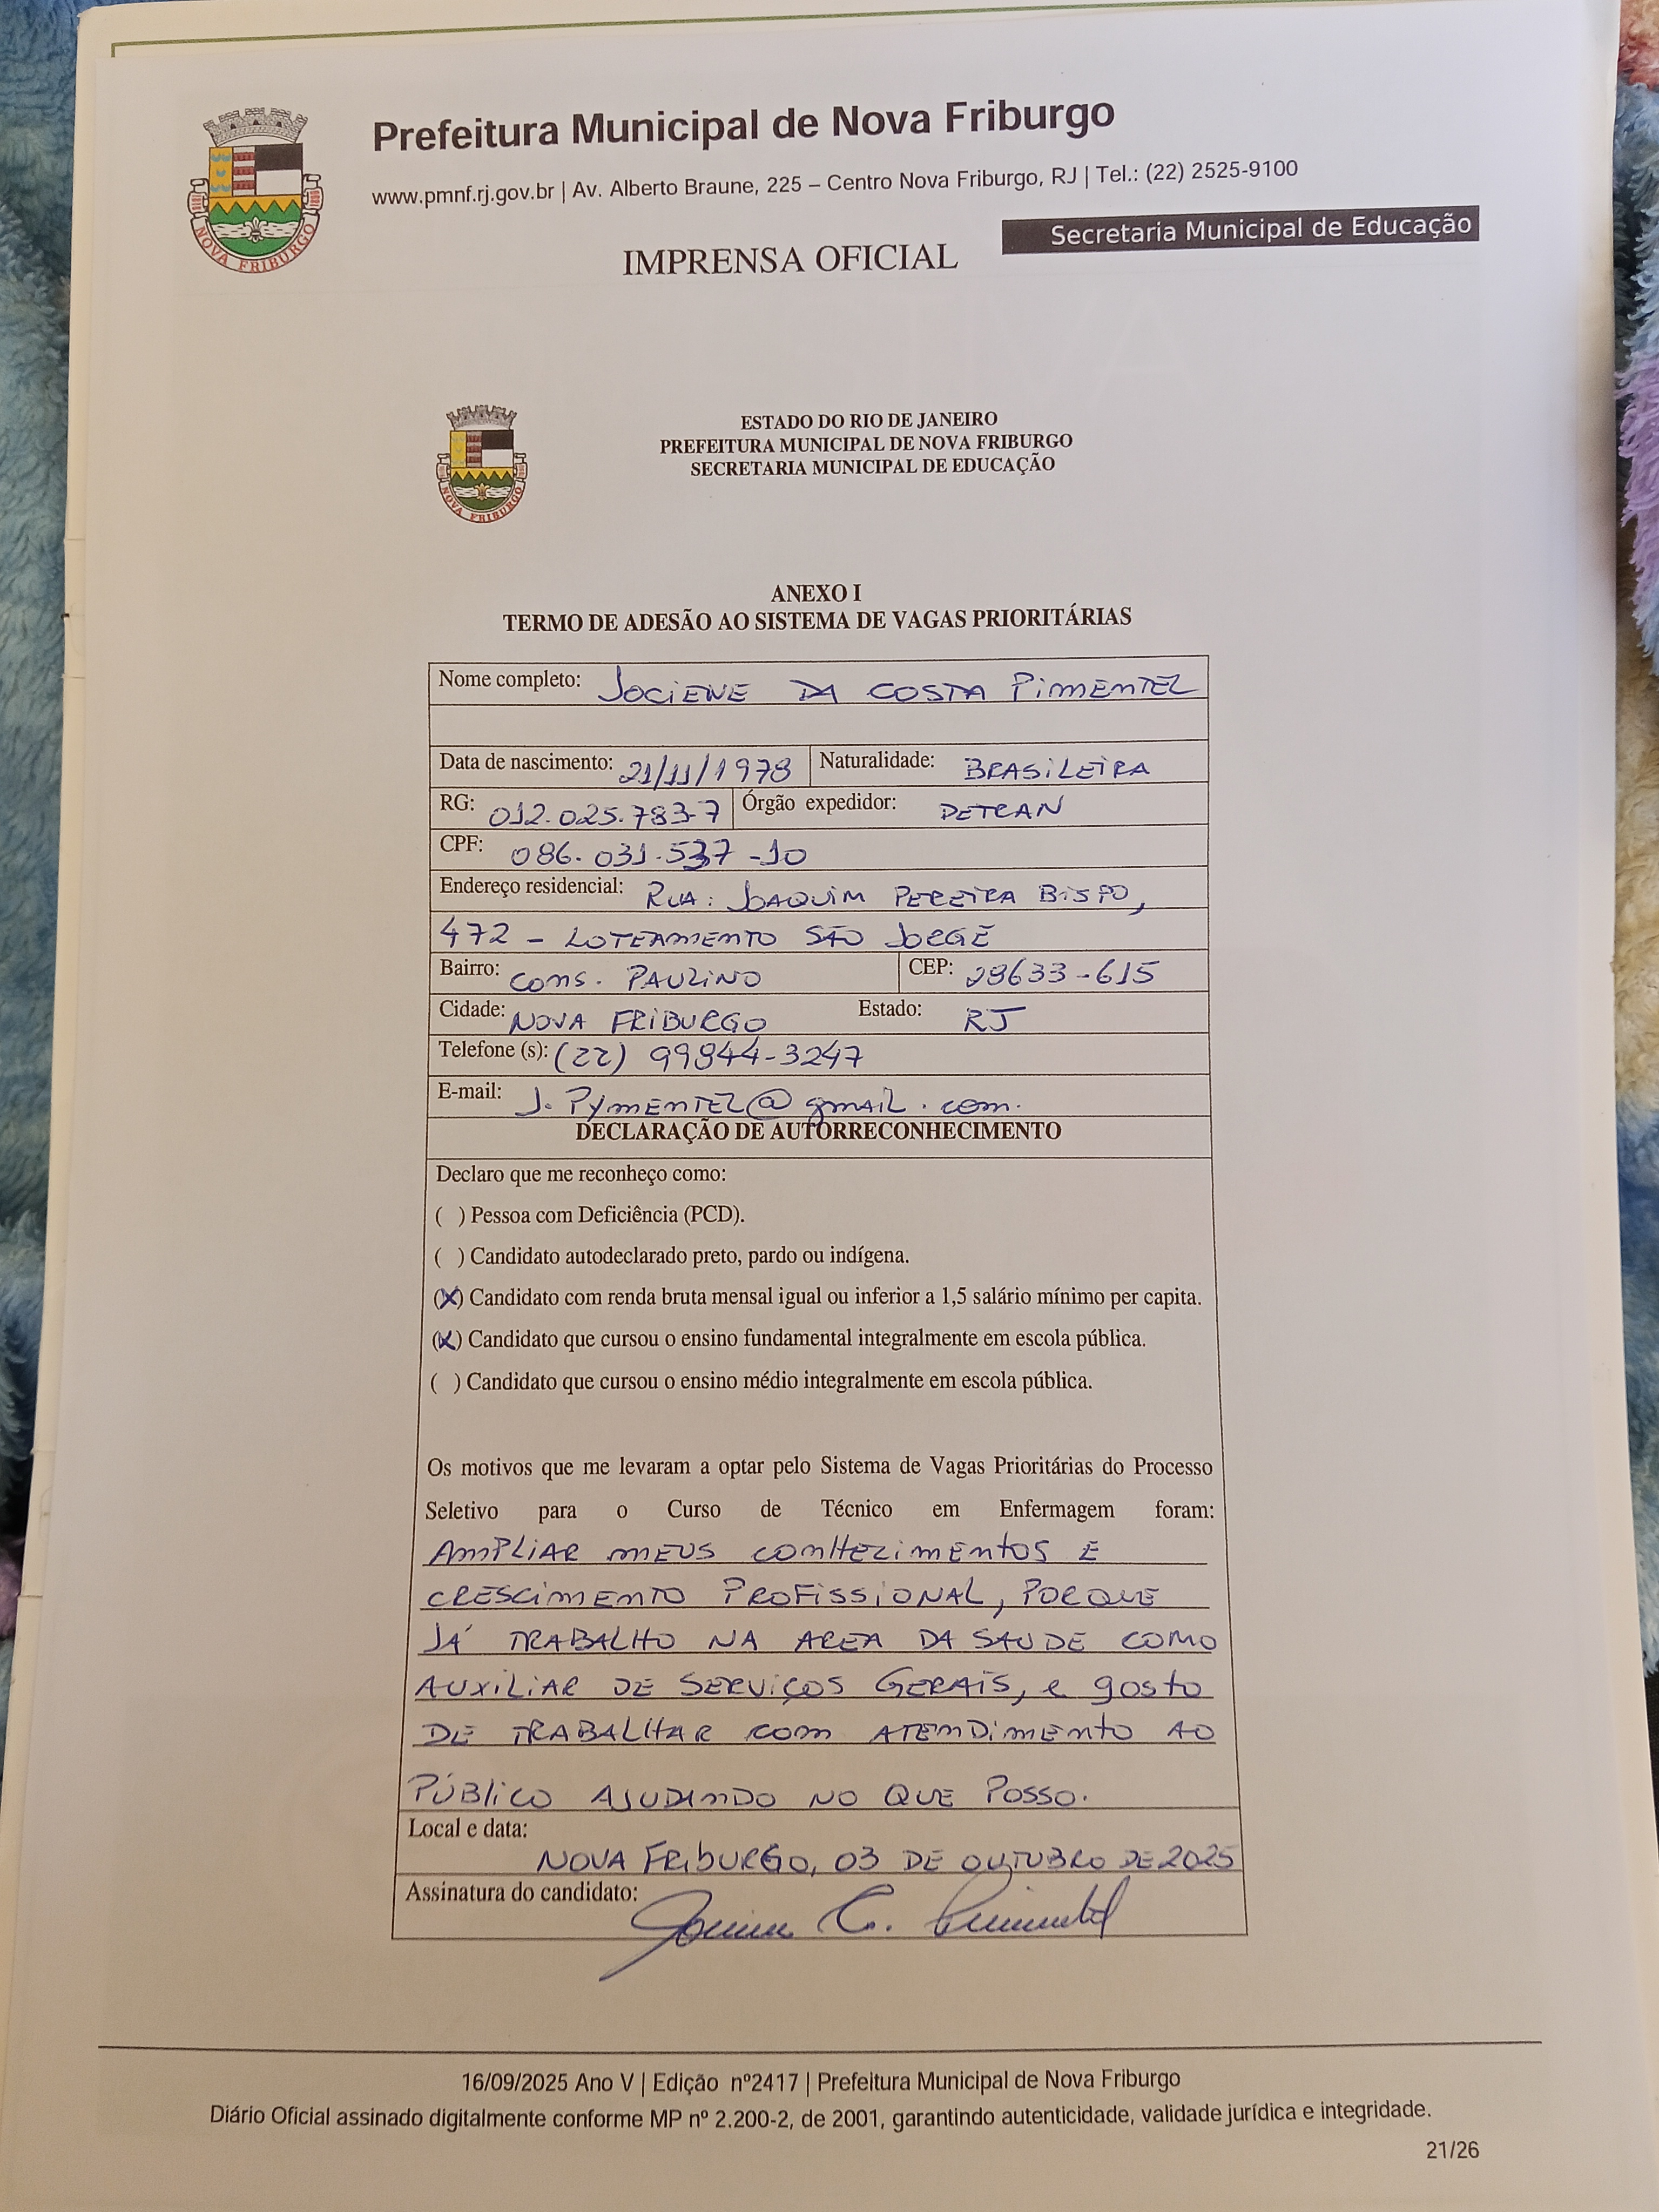 Prefeitura Municipal de Nova Friburgo
www.pmnf.rj.gov.br | Av. Alberto Braune, 225 – Centro Nova Friburgo, RJ | Tel.: (22) 2525-9100
Secretaria Municipal de Educação
IMPRENSA OFICIAL
NOVA FRIBURGO
ESTADO DO RIO DE JANEIRO
PREFEITURA MUNICIPAL DE NOVA FRIBURGO
SECRETARIA MUNICIPAL DE EDUCAÇÃO
NOVA FRIBURGO
ANEXO I
TERMO DE ADESÃO AO SISTEMA DE VAGAS PRIORITÁRIAS
Nome completo: JOCIENE DA COSTA PIMENTEL
Data de nascimento: 21/11/1978 Naturalidade: BRASILEIRA
RG: 012.025.783-7 Órgão expedidor: DETRAN
CPF: 086.031.537-10
Endereço residencial: RUA: JOAQUIM PEREIRA BISPO,
472 - LOTEAMENTO SÃO JORGE
Bairro: CONS. PAULINO CEP: 28633-615
Cidade: NOVA FRIBURGO Estado: RJ
Telefone (s): (22) 99844-3247
E-mail: J.PYMENTEL@gmail.com.
DECLARAÇÃO DE AUTORRECONHECIMENTO
Declaro que me reconheço como:
( ) Pessoa com Deficiência (PCD).
( ) Candidato autodeclarado preto, pardo ou indígena.
(X) Candidato com renda bruta mensal igual ou inferior a 1,5 salário mínimo per capita.
(X) Candidato que cursou o ensino fundamental integralmente em escola pública.
( ) Candidato que cursou o ensino médio integralmente em escola pública.
Os motivos que me levaram a optar pelo Sistema de Vagas Prioritárias do Processo
Seletivo para o Curso de Técnico em Enfermagem foram:
AMPLIAR MEUS CONHECIMENTOS E
CRESCIMENTO PROFISSIONAL, PORQUE
JÁ TRABALHO NA AREA DA SAUDE COMO
AUXILIAR DE SERVIÇOS GERAIS, e gosto
DE TRABALHAR COM ATENDIMENTO AO
PÚBLICO AJUDANDO NO QUE POSSO.
Local e data:
NOVA FRIBURGO, 03 DE OUTUBRO DE 2025
Assinatura do candidato: Jociene C. Pimentel
16/09/2025 Ano V | Edição nº2417 | Prefeitura Municipal de Nova Friburgo
Diário Oficial assinado digitalmente conforme MP nº 2.200-2, de 2001, garantindo autenticidade, validade jurídica e integridade.
21/26